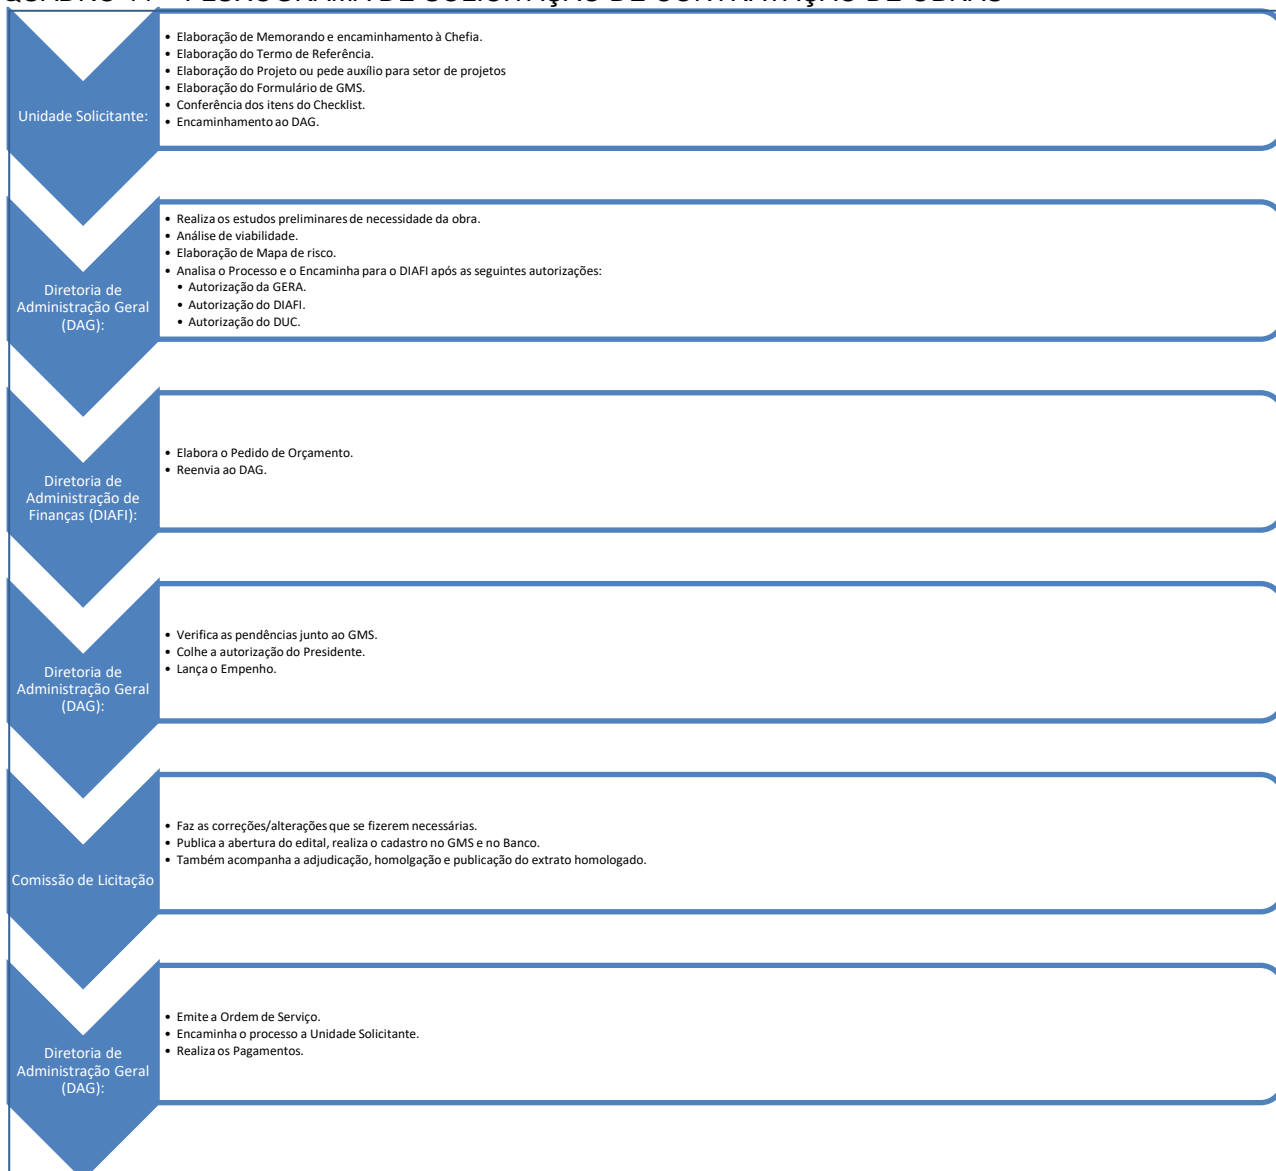 Unidade Solicitante:
• Elaboração de Memorando e encaminhamento à Chefia.
• Elaboração do Termo de Referência.
• Elaboração do Projeto ou pede auxílio para setor de projetos
• Elaboração do Formulário de GMS.
• Conferência dos itens do Checklist.
• Encaminhamento ao DAG.
Diretoria de
Administração Geral
(DAG):
• Realiza os estudos preliminares de necessidade da obra.
• Análise de viabilidade.
• Elaboração de Mapa de risco.
• Analisa o Processo e o Encaminha para o DIAFI após as seguintes autorizações:
• Autorização da GERA.
• Autorização do DIAFI.
• Autorização do DUC.
Diretoria de
Administração de
Finanças (DIAFI):
• Elabora o Pedido de Orçamento.
• Reenvia ao DAG.
Diretoria de
Administração Geral
(DAG):
• Verifica as pendências junto ao GMS.
• Colhe a autorização do Presidente.
• Lança o Empenho.
Comissão de Licitação
• Faz as correções/alterações que se fizerem necessárias.
• Publica a abertura do edital, realiza o cadastro no GMS e no Banco.
• Também acompanha a adjudicação, homolgação e publicação do extrato homologado.
Diretoria de
Administração Geral
(DAG):
• Emite a Ordem de Serviço.
• Encaminha o processo a Unidade Solicitante.
• Realiza os Pagamentos.